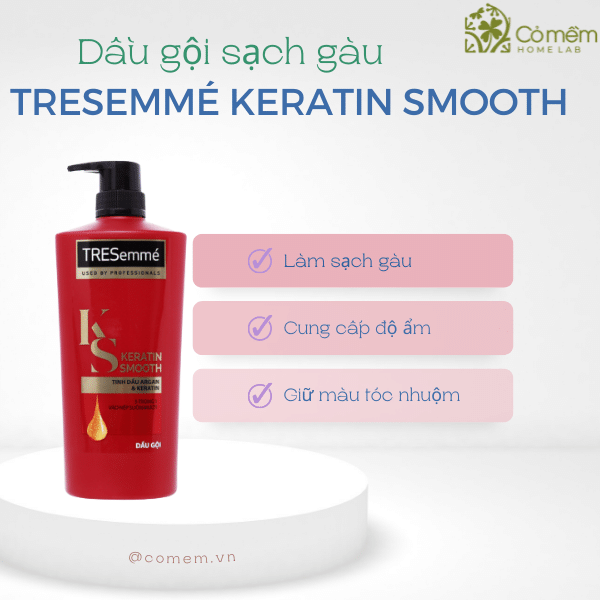 Cỏ mềm
HOME LAB
Dầu gội sạch gàu
TRESEMMÉ KERATIN SMOOTH
TRESemmé
USED BY PROFESSIONALS
KS
KERATIN
SMOOTH
TINH DẦU ARGAN
& KERATIN
DẦU GỘI
Làm sạch gàu
Cung cấp độ ẩm
Giữ màu tóc nhuộm
@comem.vn